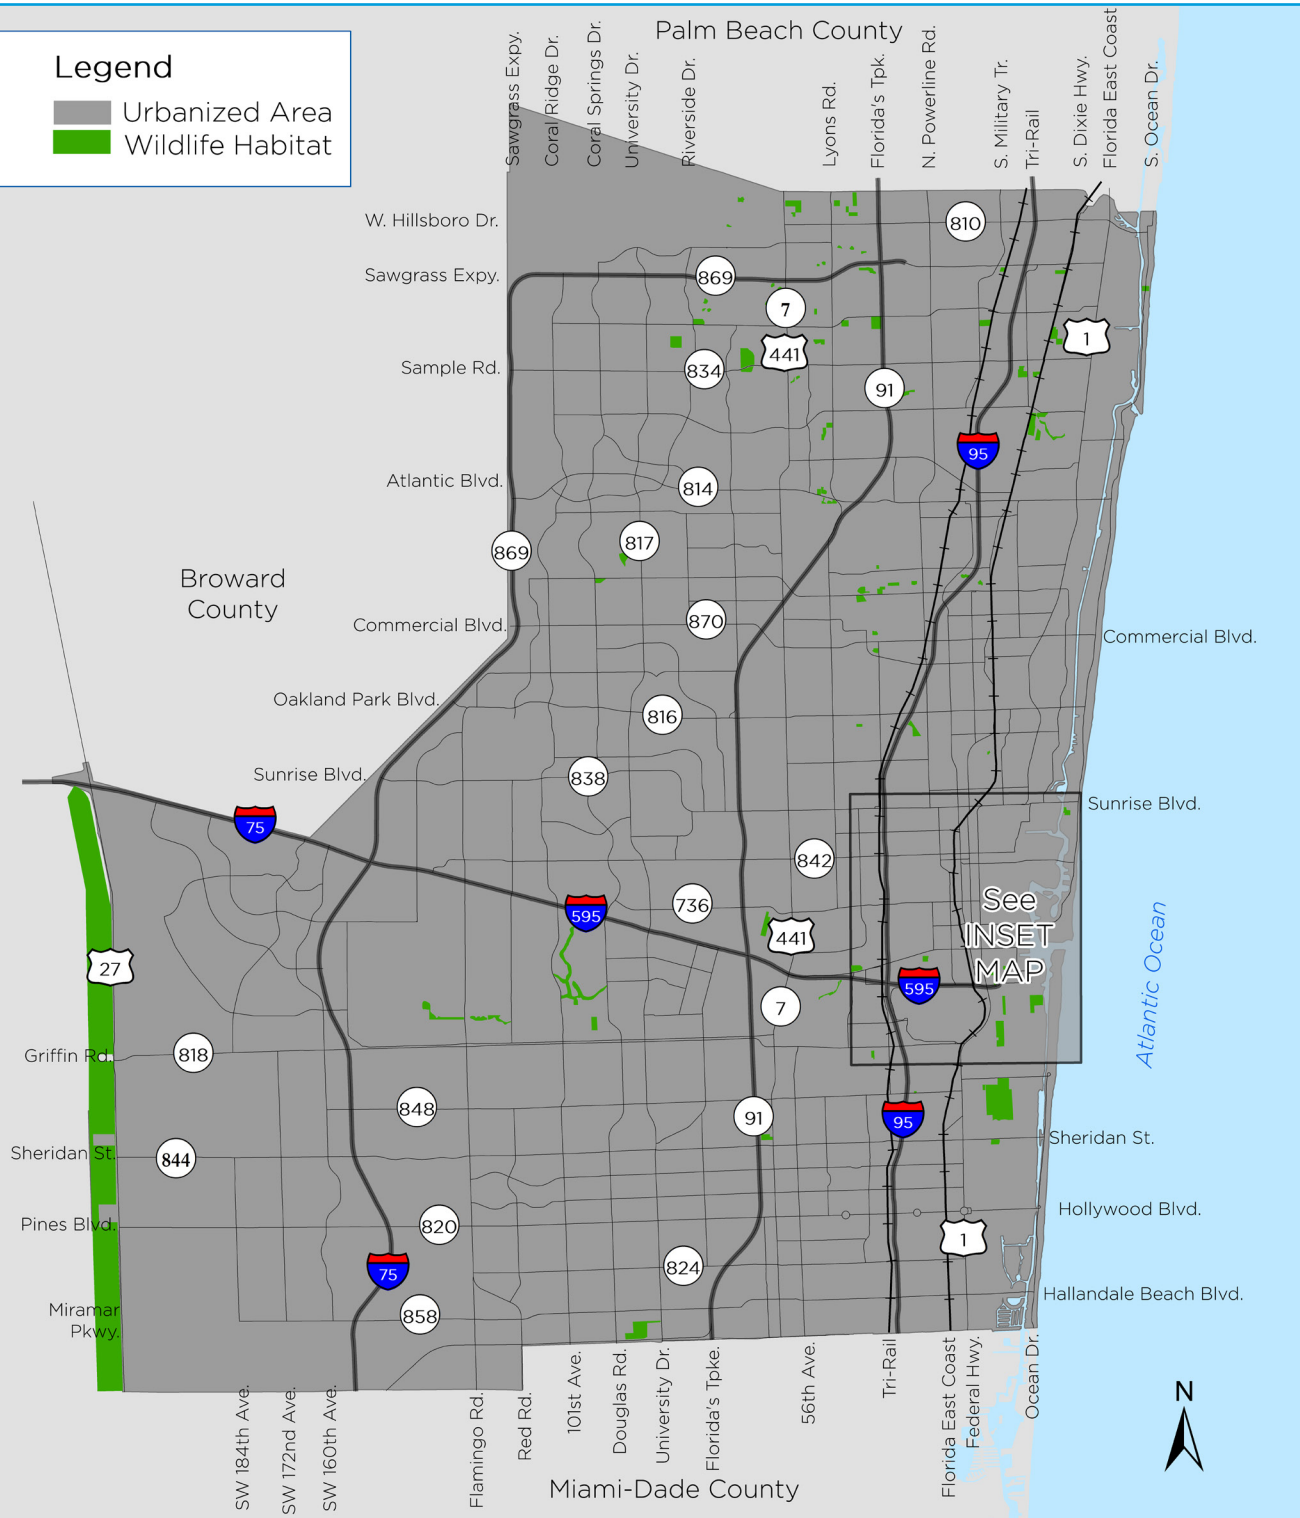 Palm Beach County
Legend
Urbanized Area
Wildlife Habitat
Sawgrass Expy.
Coral Ridge Dr.
Coral Springs Dr.
University Dr.
Riverside Dr.
Lyons Rd.
Florida's Tpk.
N. Powerline Rd.
S. Military Tr.
Tri-Rail
S. Dixie Hwy.
Florida East Coast
S. Ocean Dr.
W. Hillsboro Dr.
810
Sawgrass Expy.
869
7
1
441
Sample Rd.
834
91
95
Atlantic Blvd.
814
817
869
Broward
County
Commercial Blvd.
870
Commercial Blvd.
Oakland Park Blvd.
816
Sunrise Blvd.
838
Sunrise Blvd.
75
842
736
595
441
See
INSET
MAP
27
595
7
Atlantic Ocean
Griffin Rd.
818
848
91
95
Sheridan St.
844
Sheridan St.
Pines Blvd.
820
Hollywood Blvd.
1
75
824
Hallandale Beach Blvd.
Miramar
Pkwy.
858
SW 184th Ave.
SW 172nd Ave.
SW 160th Ave.
Flamingo Rd.
Red Rd.
101st Ave.
Douglas Rd.
University Dr.
Florida's Tpke.
56th Ave.
Tri-Rail
Florida East Coast
Federal Hwy.
Ocean Dr.
N
Miami-Dade County